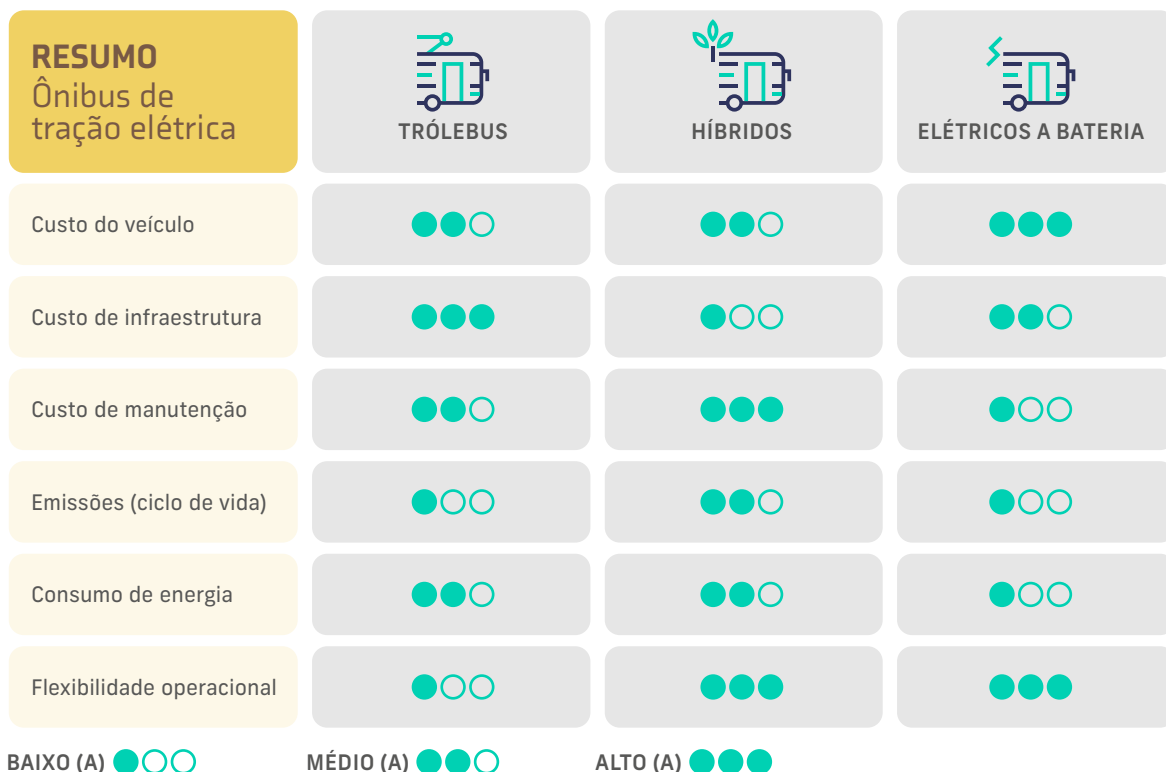 RESUMO
Ônibus de
tração elétrica
TRÓLEBUS
HÍBRIDOS
ELÉTRICOS A BATERIA
Custo do veículo
Custo de infraestrutura
Custo de manutenção
Emissões (ciclo de vida)
Consumo de energia
Flexibilidade operacional
BAIXO (A)
MÉDIO (A)
ALTO (A)